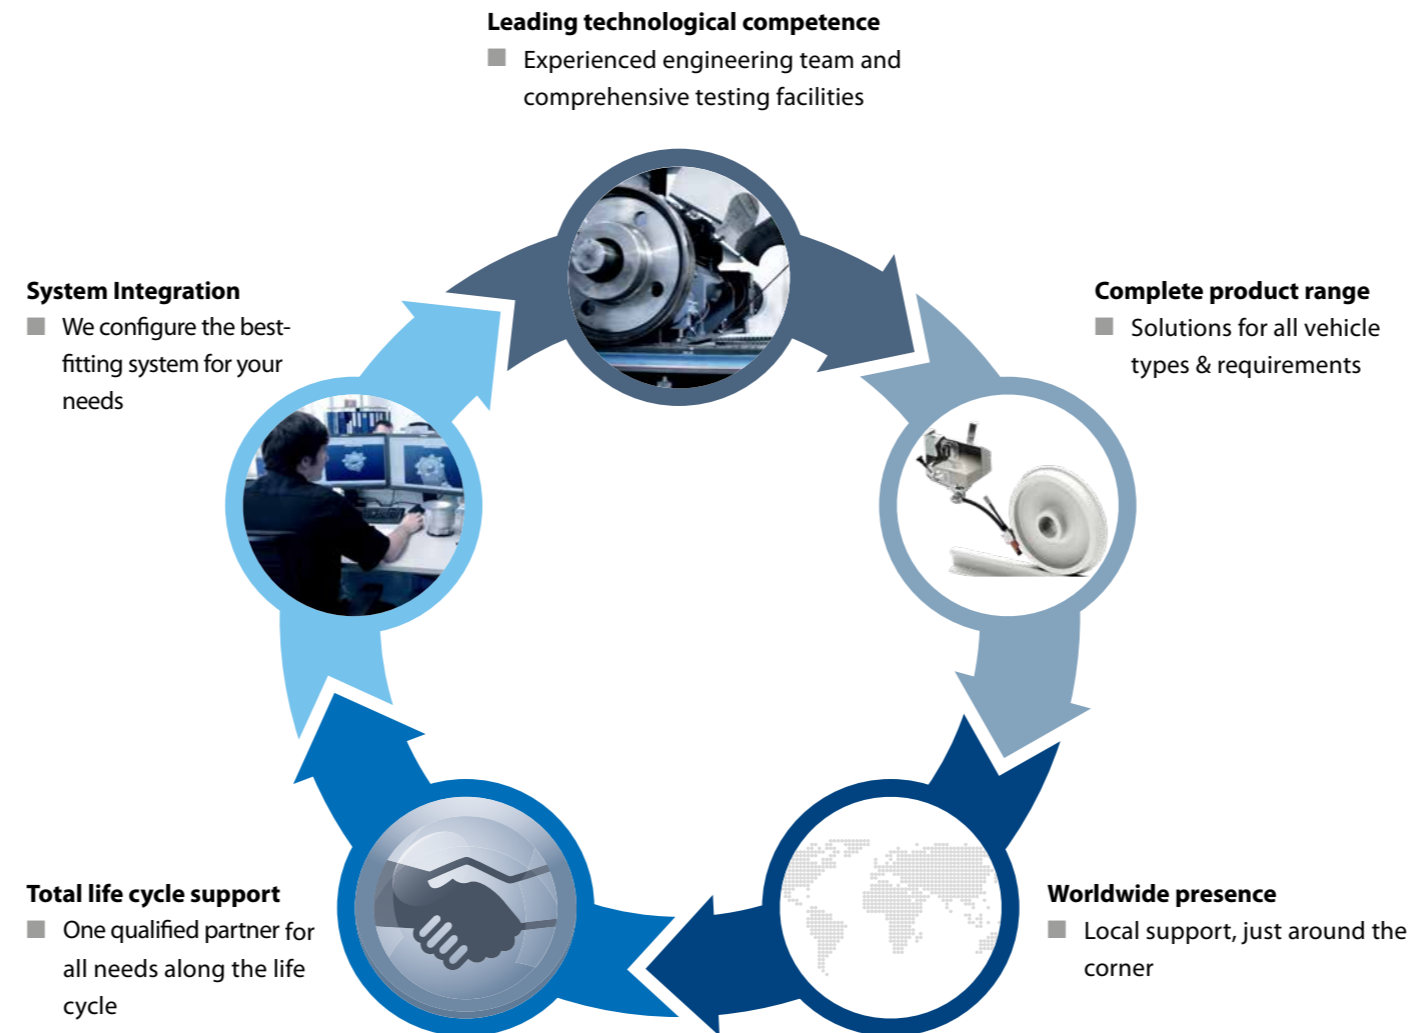 Leading technological competence
Experienced engineering team and
comprehensive testing facilities
System Integration
We configure the best-
fitting system for your
needs
Complete product range
Solutions for all vehicle
types & requirements
Total life cycle support
One qualified partner for
all needs along the life
cycle
Worldwide presence
Local support, just around the
corner